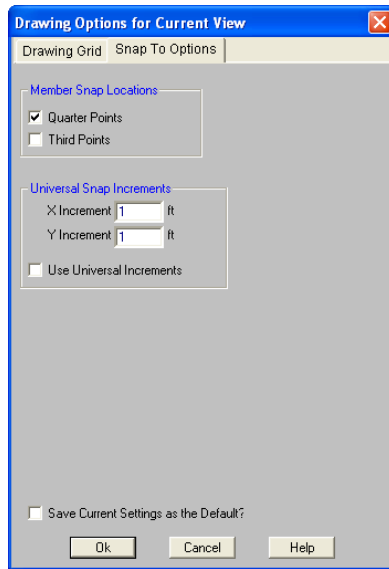 Drawing Options for Current View
Drawing Grid Snap To Options
Member Snap Locations
Quarter Points
Third Points
Universal Snap Increments
X Increment 1 ft
Y Increment 1 ft
Use Universal Increments
Save Current Settings as the Default?
Ok Cancel Help